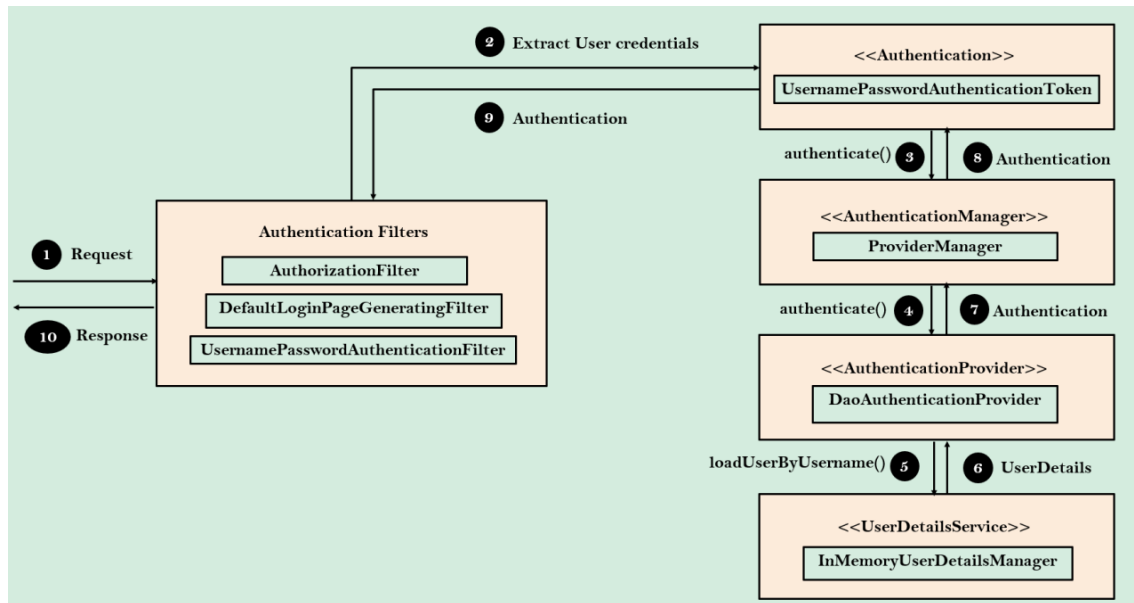 2 Extract User credentials
9 Authentication
1 Request
10 Response
Authentication Filters
AuthorizationFilter
DefaultLoginPageGeneratingFilter
UsernamePasswordAuthenticationFilter
<<Authentication>>
UsernamePasswordAuthenticationToken
authenticate() 3
8 Authentication
<<AuthenticationManager>>
ProviderManager
authenticate() 4
7 Authentication
<<AuthenticationProvider>>
DaoAuthenticationProvider
loadUserByUsername() 5
6 UserDetails
<<UserDetailsService>>
InMemoryUserDetailsManager